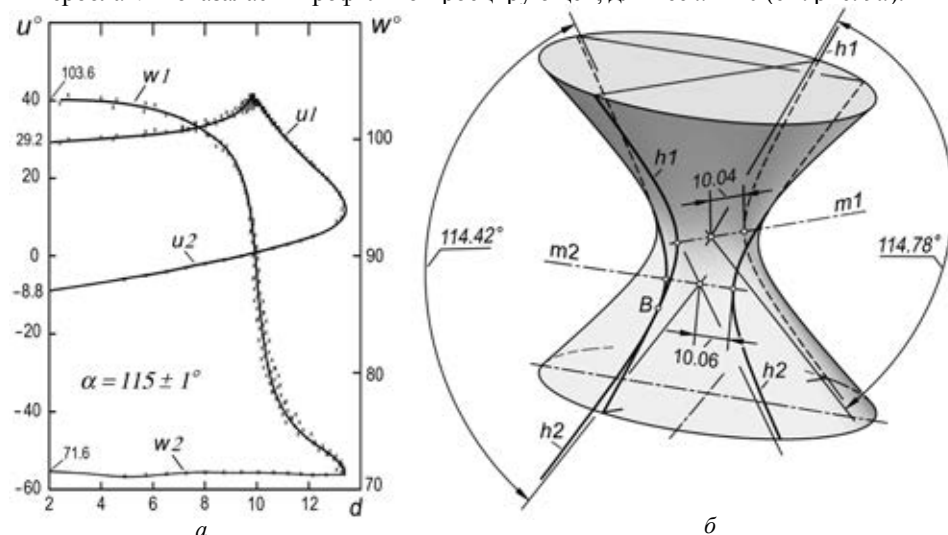 u°
w°
103.6
w1
40
u1
100
29.2
20
0
u2
90
-8.8
-20
α = 115 ± 1°
80
-40
w2
71.6
-60
70
2 4 6 8 10 12 d
а
h1
h1
10.04
m1
114.42°
m2
114.78°
B
10.06
h2
h2
б